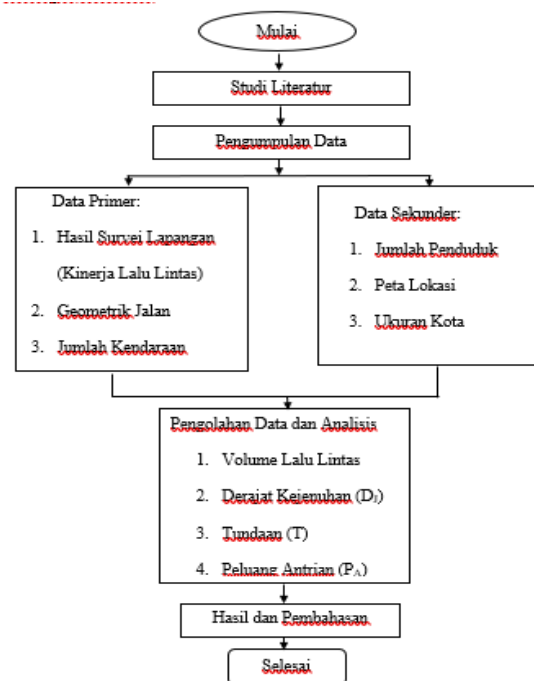 Mulai
Studi Literatur
Pengumpulan Data
Data Primer:
1. Hasil Survei Lapangan
(Kinerja Lalu Lintas)
2. Geometrik Jalan
3. Jumlah Kendaraan
Data Sekunder:
1. Jumlah Penduduk
2. Peta Lokasi
3. Ukuran Kota
Pengolahan Data dan Analisis
1. Volume Lalu Lintas
2. Derajat Kejenuhan (DJ)
3. Tundaan (T)
4. Peluang Antrian (PA)
Hasil dan Pembahasan
Selesai